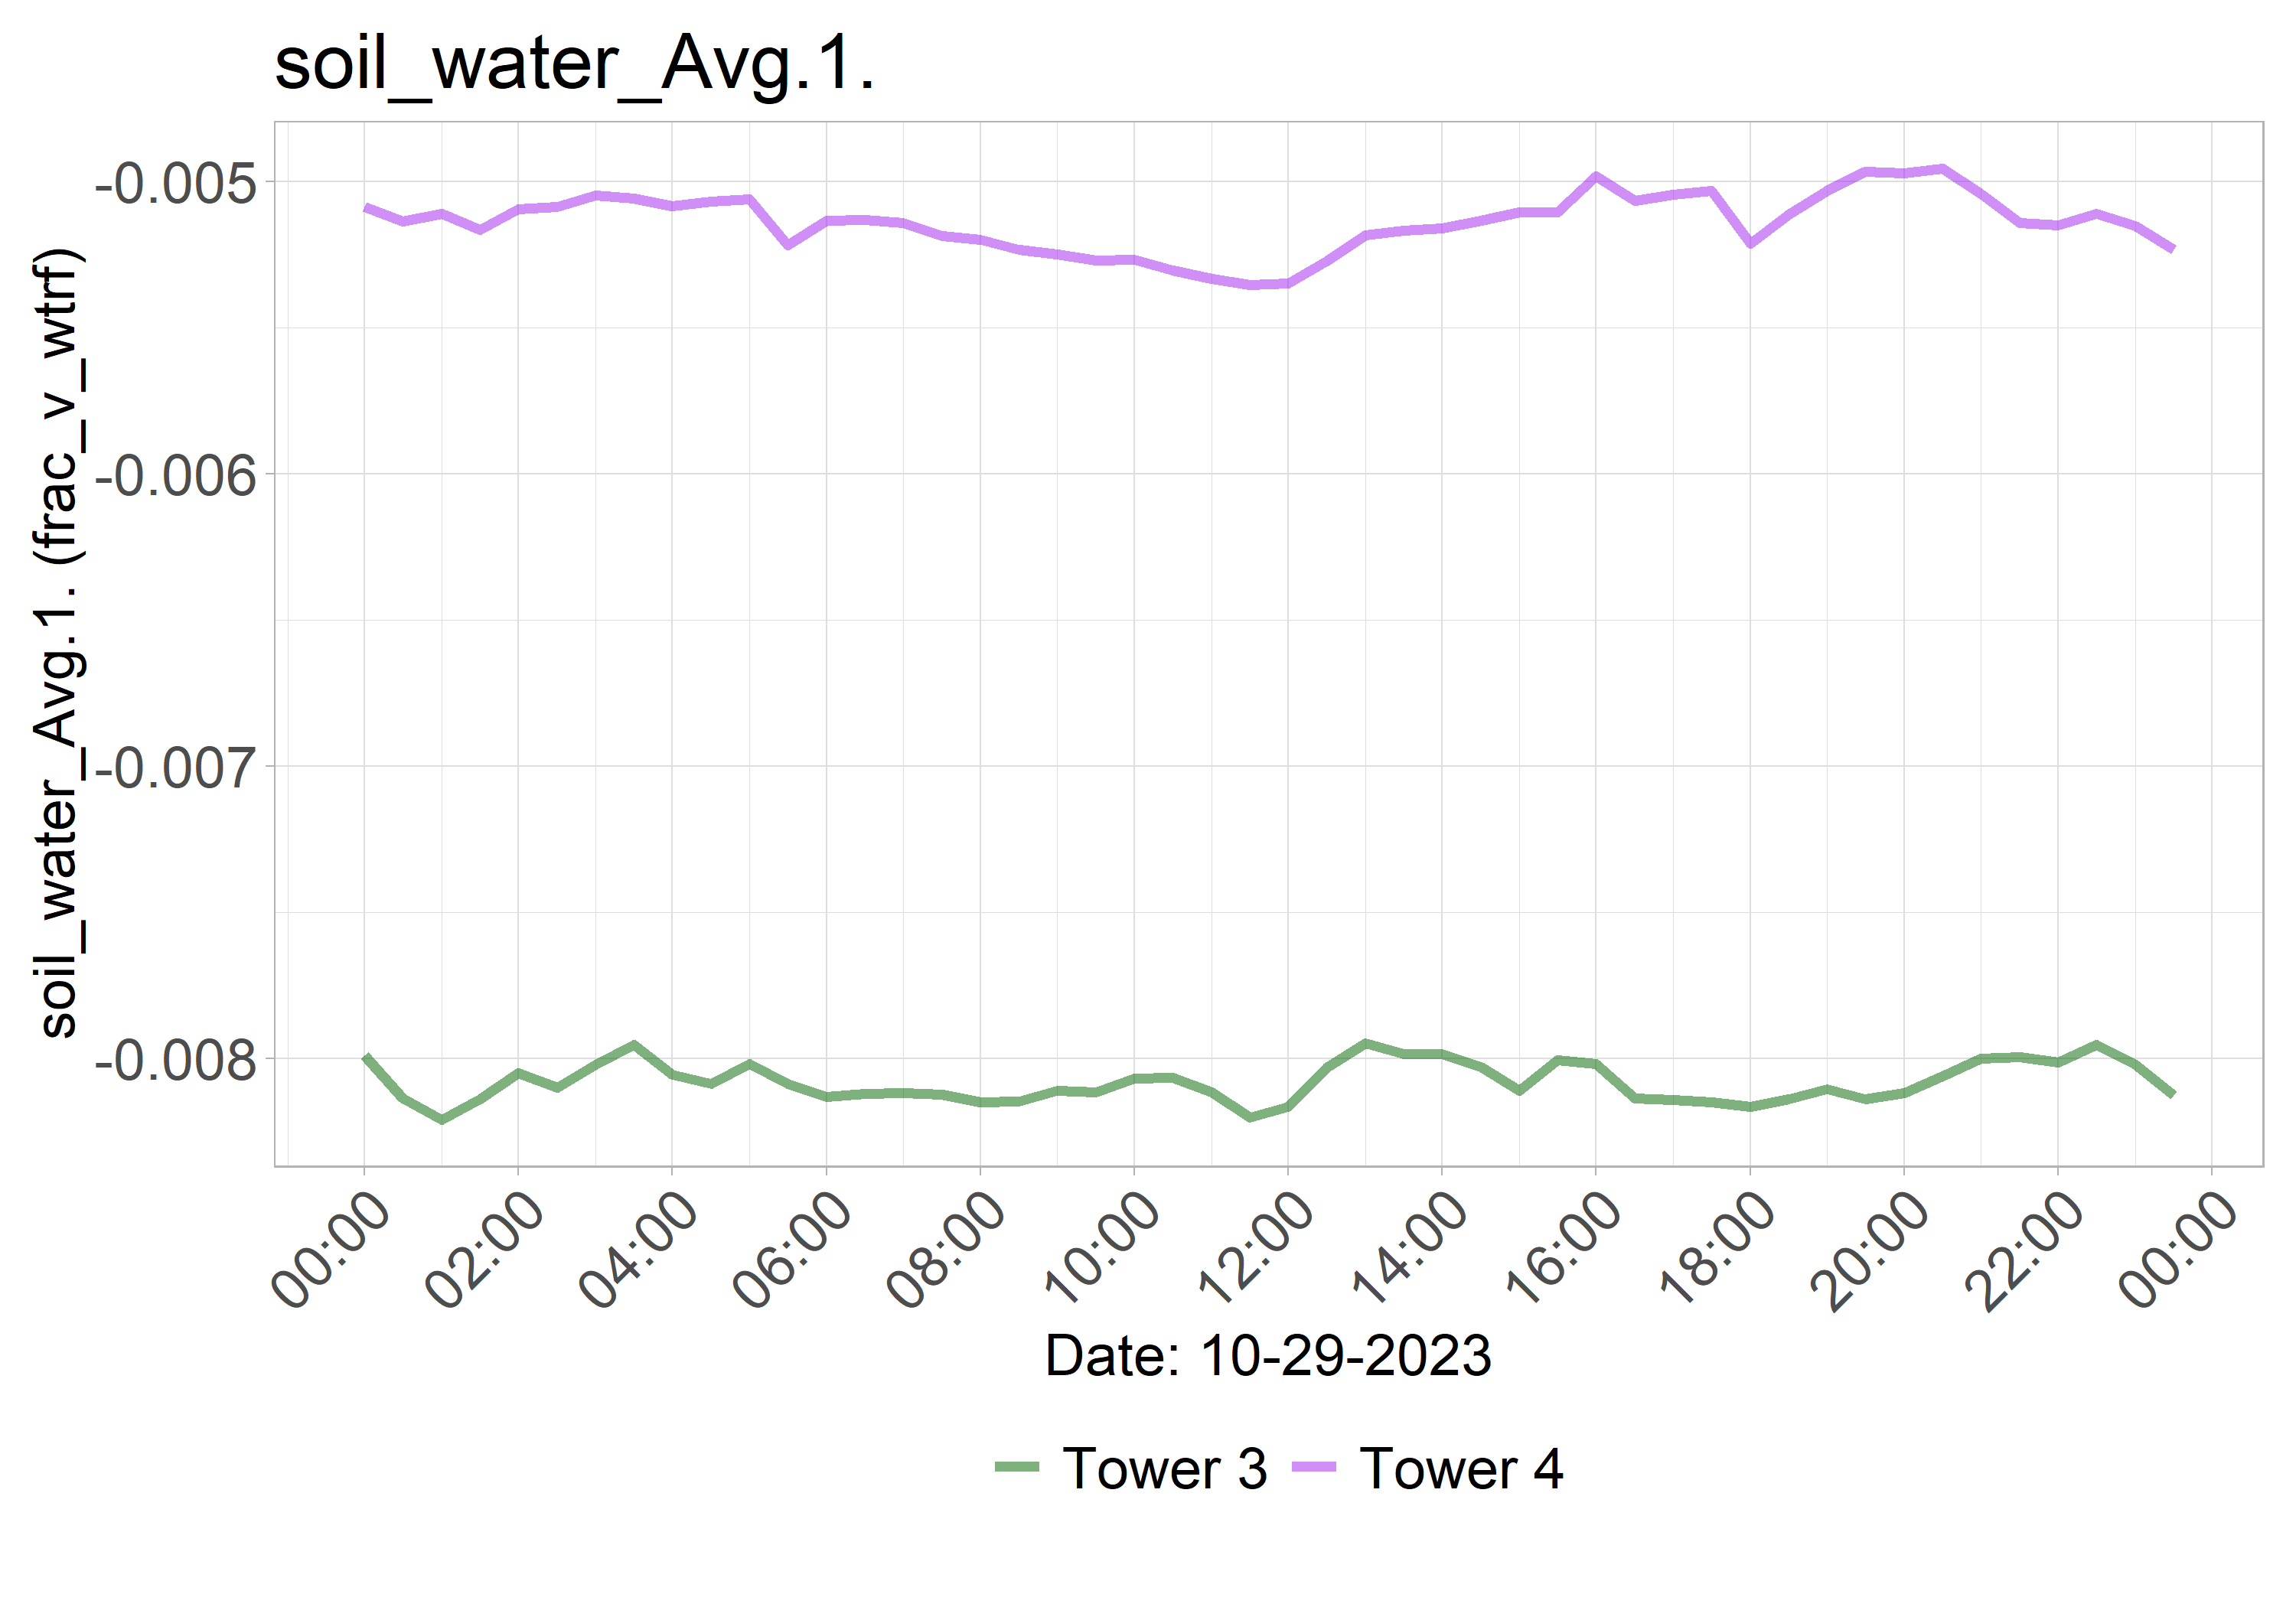 soil_water_Avg.1.
soil_water_Avg.1. (frac_v_wtrf)
-0.005
-0.006
-0.007
-0.008
00:00 02:00 04:00 06:00 08:00 10:00 12:00 14:00 16:00 18:00 20:00 22:00 00:00
Date: 10-29-2023
Tower 3 Tower 4